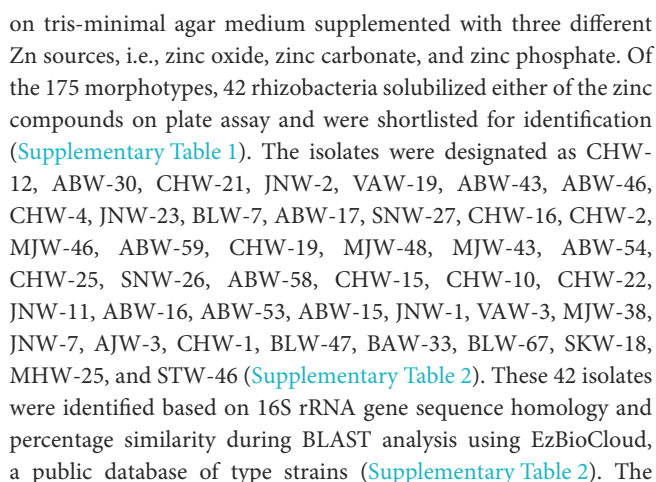 on tris-minimal agar medium supplemented with three different
Zn sources, i.e., zinc oxide, zinc carbonate, and zinc phosphate. Of
the 175 morphotypes, 42 rhizobacteria solubilized either of the zinc
compounds on plate assay and were shortlisted for identification
(Supplementary Table 1). The isolates were designated as CHW-
12, ABW-30, CHW-21, JNW-2, VAW-19, ABW-43, ABW-46,
CHW-4, JNW-23, BLW-7, ABW-17, SNW-27, CHW-16, CHW-2,
MJW-46, ABW-59, CHW-19, MJW-48, MJW-43, ABW-54,
CHW-25, SNW-26, ABW-58, CHW-15, CHW-10, CHW-22,
JNW-11, ABW-16, ABW-53, ABW-15, JNW-1, VAW-3, MJW-38,
JNW-7, AJW-3, CHW-1, BLW-47, BAW-33, BLW-67, SKW-18,
MHW-25, and STW-46 (Supplementary Table 2). These 42 isolates
were identified based on 16S rRNA gene sequence homology and
percentage similarity during BLAST analysis using EzBioCloud,
a public database of type strains (Supplementary Table 2). The